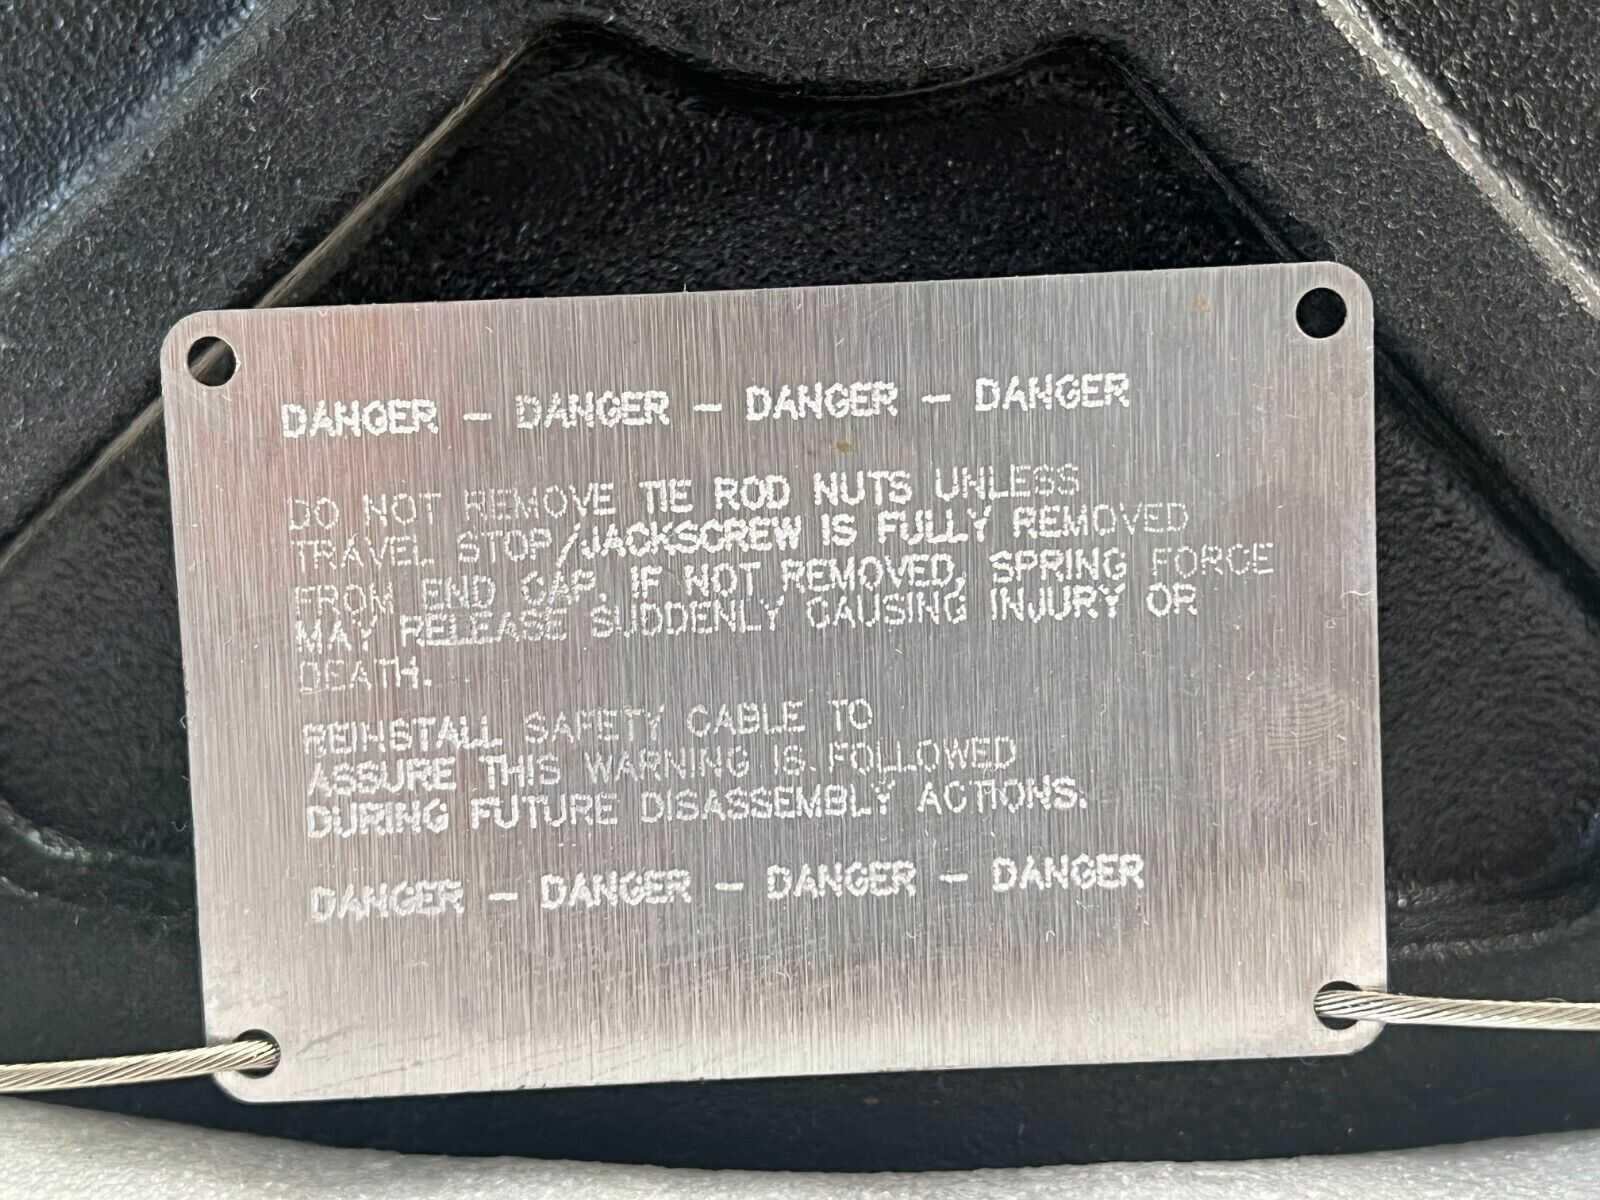 DANGER - DANGER - DANGER - DANGER
DO NOT REMOVE TIE ROD NUTS UNLESS
TRAVEL STOP/JACKSCREW IS FULLY REMOVED
FROM END CAP. IF NOT REMOVED, SPRING FORCE
MAY RELEASE SUDDENLY CAUSING INJURY OR
DEATH.
REINSTALL SAFETY CABLE TO
ASSURE THIS WARNING IS FOLLOWED
DURING FUTURE DISASSEMBLY ACTIONS.
DANGER - DANGER - DANGER - DANGER